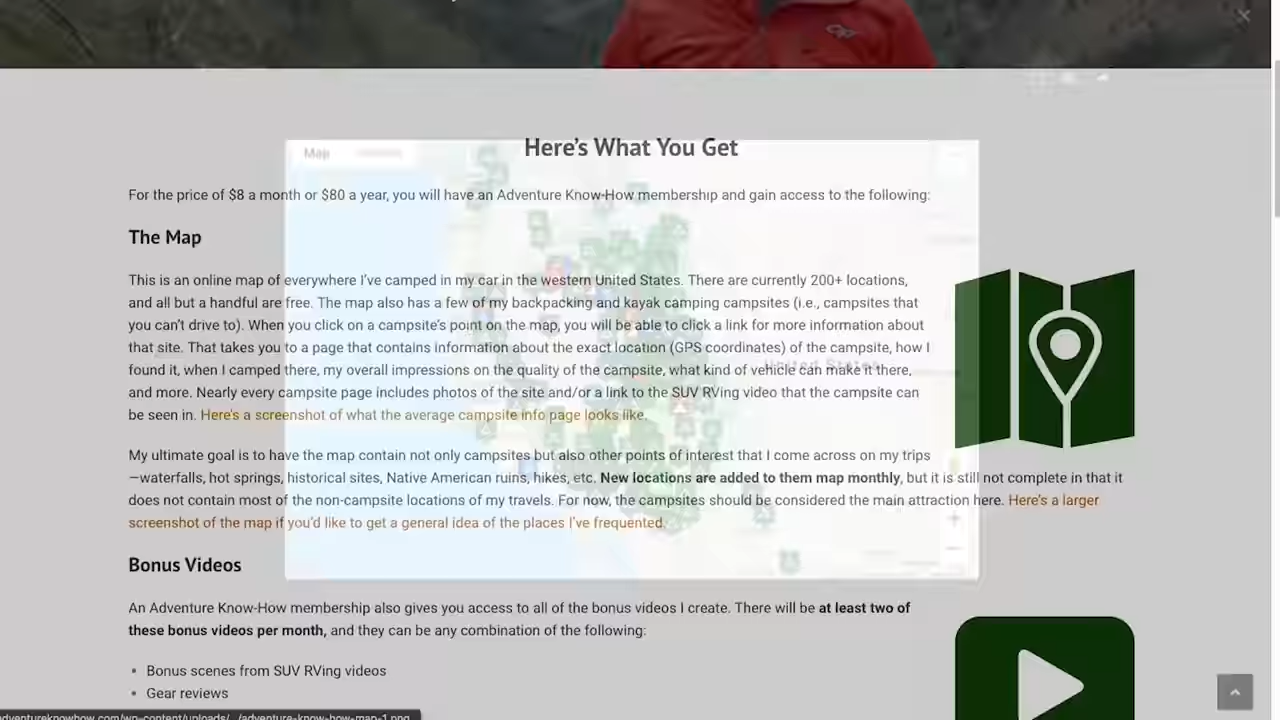 Here's What You Get
Map
For the price of $8 a month or $80 a year, you will have an Adventure Know-How membership and gain access to the following:
The Map
This is an online map of everywhere I've camped in my car in the western United States. There are currently 200+ locations,
and all but a handful are free. The map also has a few of my backpacking and kayak camping campsites (i.e., campsites that
you can't drive to). When you click on a campsite's point on the map, you will be able to click a link for more information about
that site. That takes you to a page that contains information about the exact location (GPS coordinates) of the campsite, how I
United States
found it, when I camped there, my overall impressions on the quality of the campsite, what kind of vehicle can make it there,
and more. Nearly every campsite page includes photos of the site and/or a link to the SUV RVing video that the campsite can
be seen in. Here's a screenshot of what the average campsite info page looks like.
My ultimate goal is to have the map contain not only campsites but also other points of interest that I come across on my trips
—waterfalls, hot springs, historical sites, Native American ruins, hikes, etc. New locations are added to them map monthly, but it is still not complete in that it
does not contain most of the non-campsite locations of my travels. For now, the campsites should be considered the main attraction here. Here's a larger
screenshot of the map if you'd like to get a general idea of the places I've frequented.
Bonus Videos
An Adventure Know-How membership also gives you access to all of the bonus videos I create. There will be at least two of
these bonus videos per month, and they can be any combination of the following:
• Bonus scenes from SUV RVing videos
• Gear reviews
adventureknowhow.com/wp-content/uploads/.../adventure-know-how-map-1.png